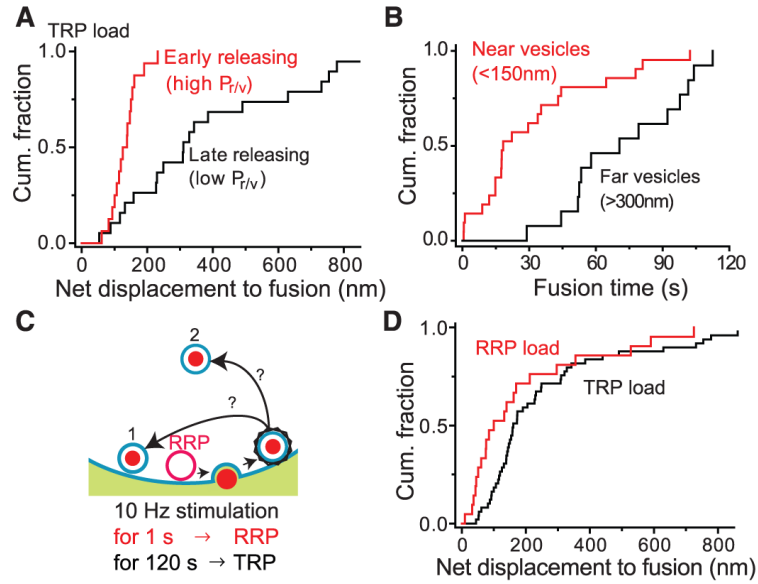 A
TRP load
Early releasing
(high Pr/v)
Late releasing
(low Pr/v)
Cum. fraction
1.0
0.5
0.0
0
200
400
600
800
Net displacement to fusion (nm)
B
Near vesicles
(<150nm)
Far vesicles
(>300nm)
Cum. fraction
1.0
0.5
0.0
0
30
60
90
120
Fusion time (s)
C
2
?
?
1
RRP
10 Hz stimulation
for 1 s → RRP
for 120 s → TRP
D
RRP load
TRP load
Cum. fraction
1.0
0.5
0.0
0
200
400
600
800
Net displacement to fusion (nm)